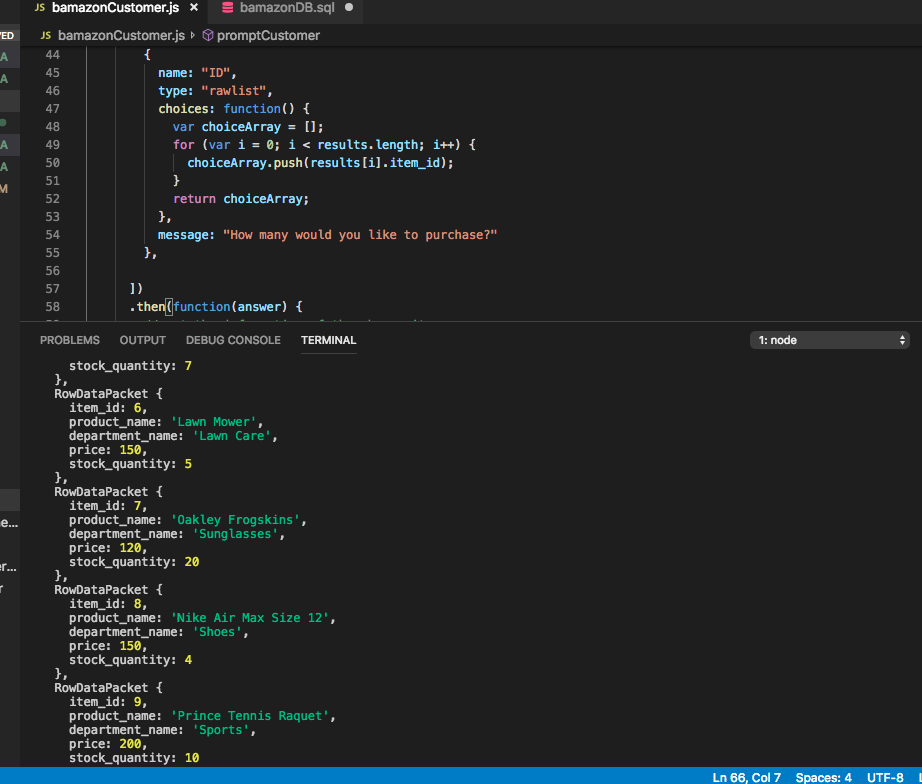 JS bamazonCustomer.js × bamazonDB.sql ●
VED JS bamazonCustomer.js › promptCustomer
A
A
A
A
M
44 {
45 name: "ID",
46 type: "rawlist",
47 choices: function() {
48 var choiceArray = [];
49 for (var i = 0; i < results.length; i++) {
50 choiceArray.push(results[i].item_id);
51 }
52 return choiceArray;
53 },
54 message: "How many would you like to purchase?"
55 },
56
57 ])
58 .then(function(answer) {
PROBLEMS OUTPUT DEBUG CONSOLE TERMINAL 1: node
stock_quantity: 7
},
RowDataPacket {
item_id: 6,
product_name: 'Lawn Mower',
department_name: 'Lawn Care',
price: 150,
stock_quantity: 5
},
RowDataPacket {
item_id: 7,
product_name: 'Oakley Frogskins',
department_name: 'Sunglasses',
price: 120,
stock_quantity: 20
},
RowDataPacket {
item_id: 8,
product_name: 'Nike Air Max Size 12',
department_name: 'Shoes',
price: 150,
stock_quantity: 4
},
RowDataPacket {
item_id: 9,
product_name: 'Prince Tennis Raquet',
department_name: 'Sports',
price: 200,
stock_quantity: 10
e...
er...
r
Ln 66, Col 7 Spaces: 4 UTF-8